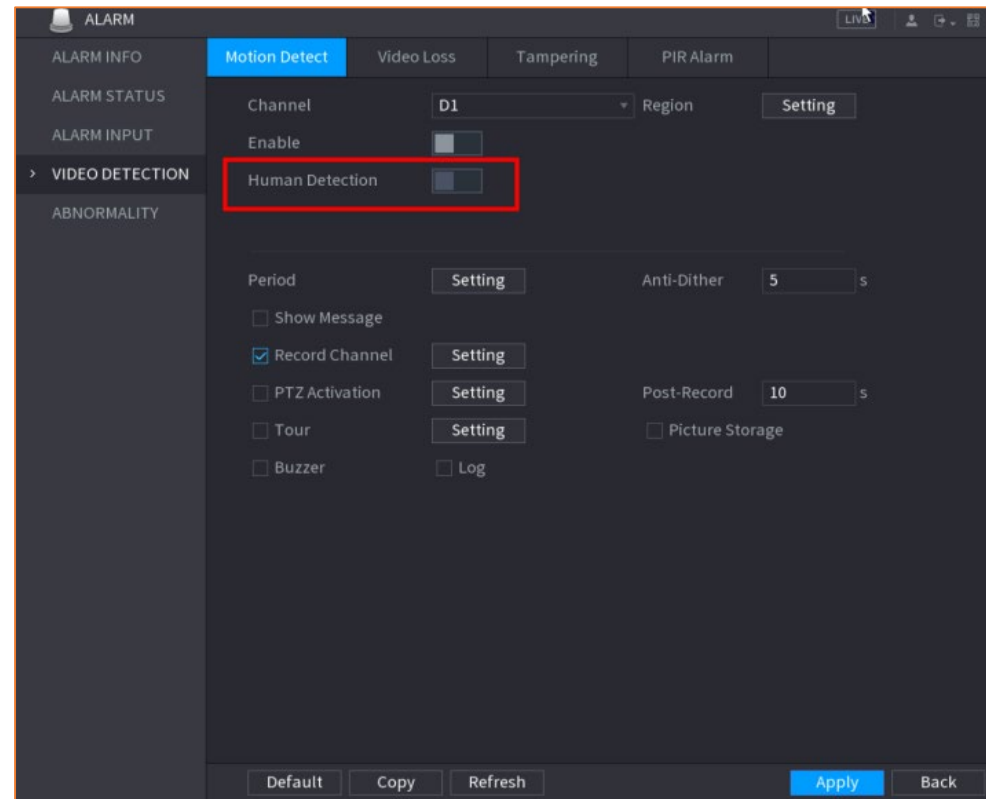 ALARM
LIVE
ALARM INFO
ALARM STATUS
ALARM INPUT
> VIDEO DETECTION
ABNORMALITY
Motion Detect Video Loss Tampering PIR Alarm
Channel D1 Region Setting
Enable
Human Detection
Period Setting Anti-Dither 5 s
Show Message
Record Channel Setting
PTZ Activation Setting Post-Record 10 s
Tour Setting Picture Storage
Buzzer Log
Default Copy Refresh Apply Back